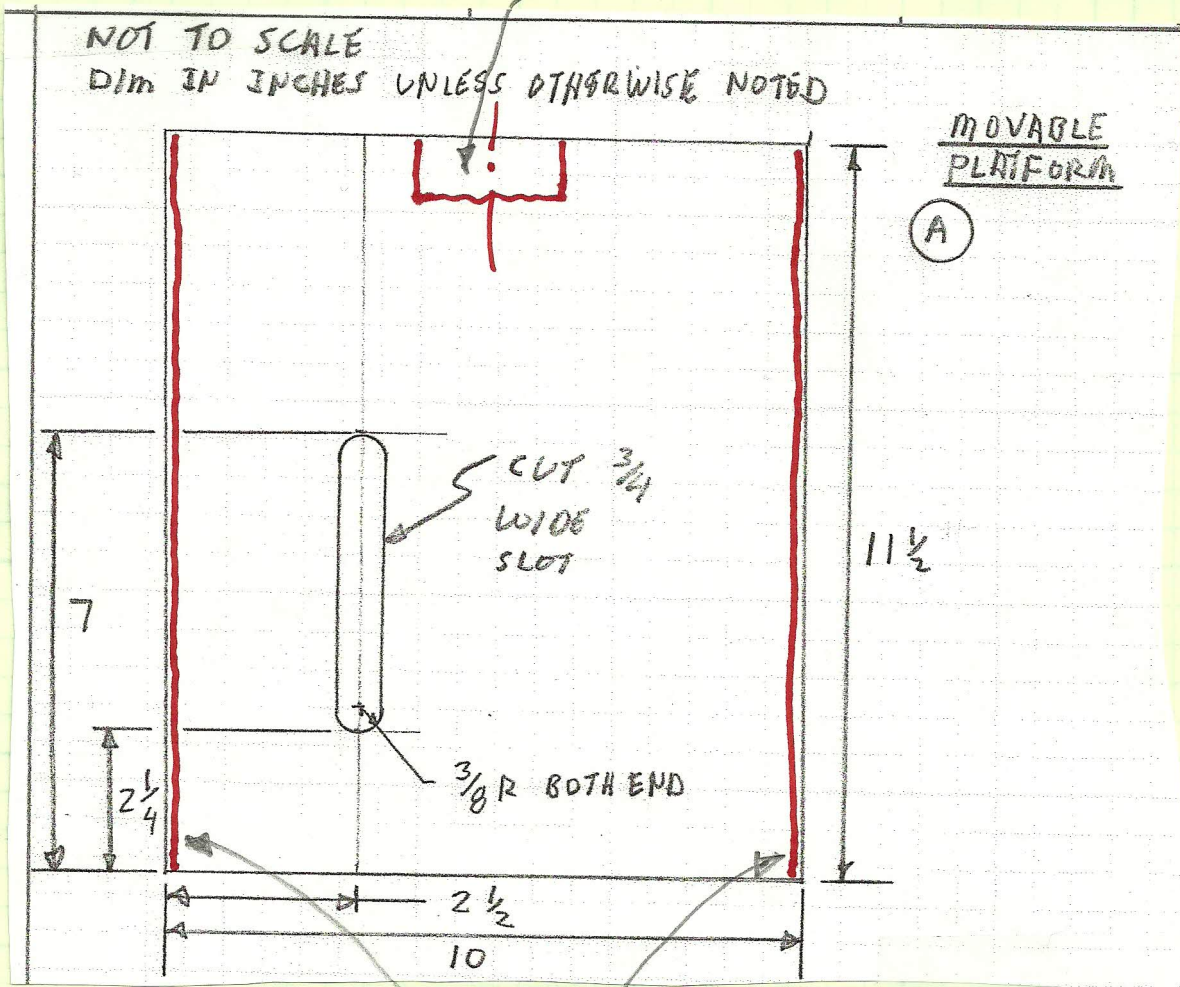 NOT TO SCALE
DIM IN INCHES UNLESS OTHERWISE NOTED
MOVABLE
PLATFORM
A
CUT 3/4
WIDE
SLOT
11 1/2
7
2 1/4
3/8 R BOTH END
2 1/2
10